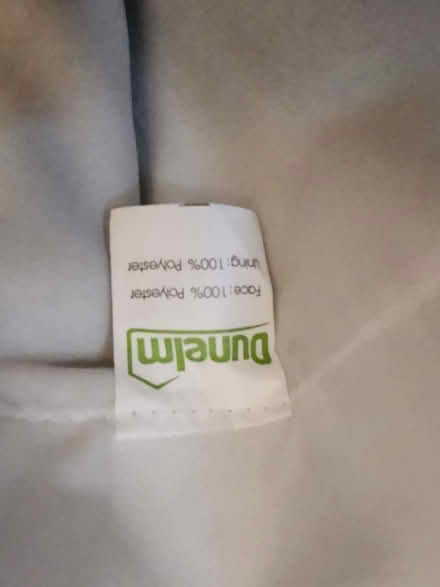 Dunelm
Face: 100% Polyester
Lining: 100% Polyester